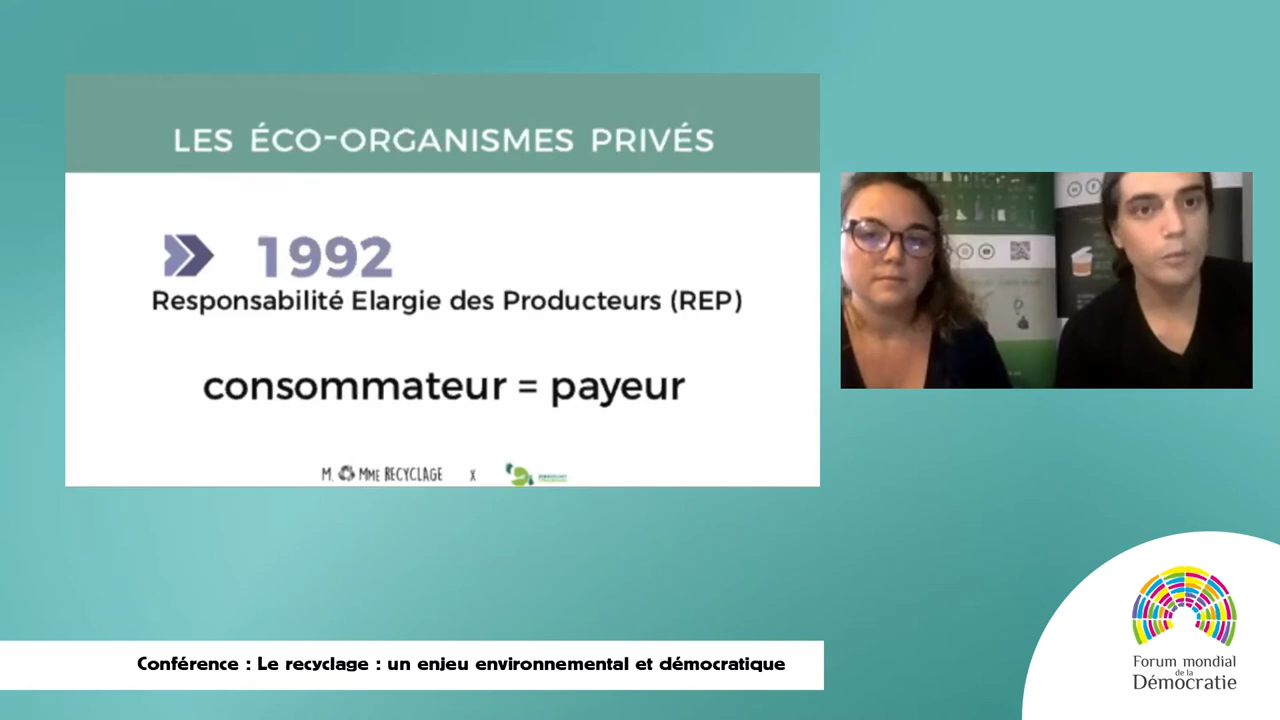 LES ÉCO-ORGANISMES PRIVÉS
1992
Responsabilité Elargie des Producteurs (REP)
consommateur = payeur
M. MME RECYCLAGE X
Conférence : Le recyclage : un enjeu environnemental et démocratique
Forum mondial
de la
Démocratie